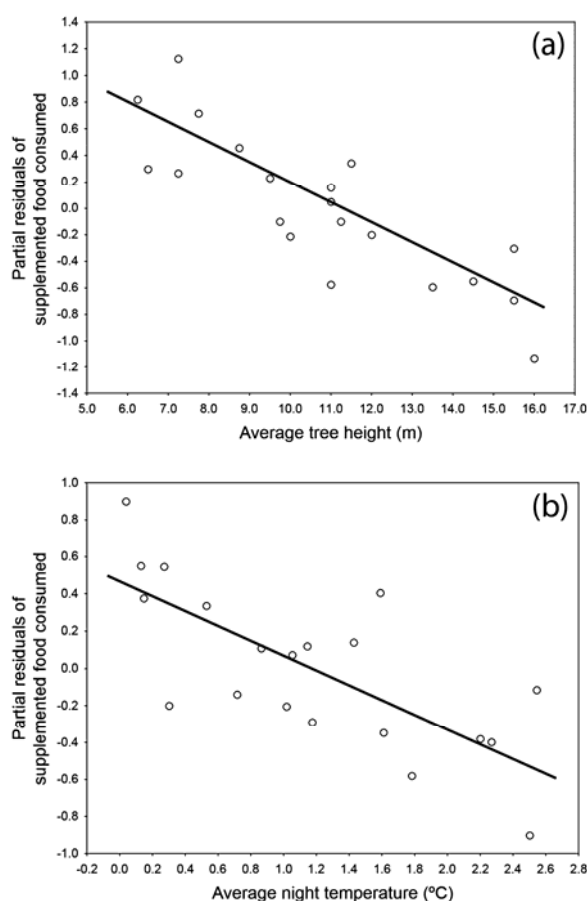 (a)
1.4
1.2
1.0
0.8
0.6
0.4
0.2
0.0
-0.2
-0.4
-0.6
-0.8
-1.0
-1.2
-1.4
Partial residuals of
supplemented food consumed
5.0 6.0 7.0 8.0 9.0 10.0 11.0 12.0 13.0 14.0 15.0 16.0 17.0
Average tree height (m)
(b)
1.0
0.8
0.6
0.4
0.2
0.0
-0.2
-0.4
-0.6
-0.8
-1.0
Partial residuals of
supplemented food consumed
-0.2 0.0 0.2 0.4 0.6 0.8 1.0 1.2 1.4 1.6 1.8 2.0 2.2 2.4 2.6 2.8
Average night temperature (ºC)